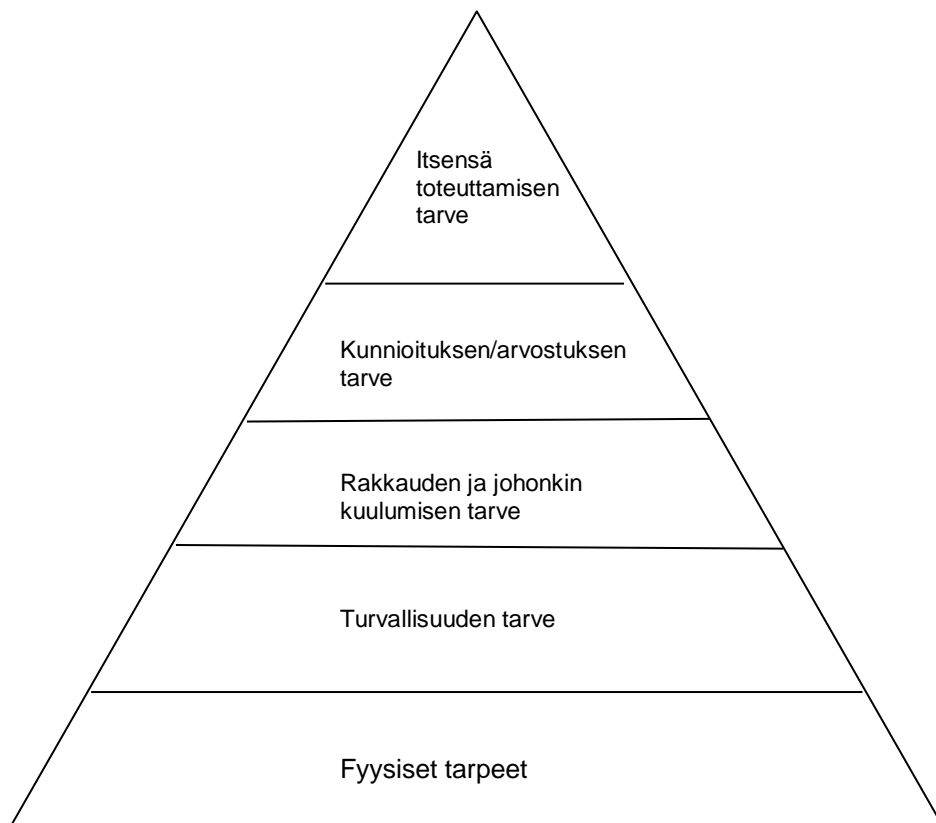 Itsensä
toteuttamisen
tarve
Kunnioituksen/arvostuksen
tarve
Rakkauden ja johonkin
kuulumisen tarve
Turvallisuuden tarve
Fyysiset tarpeet